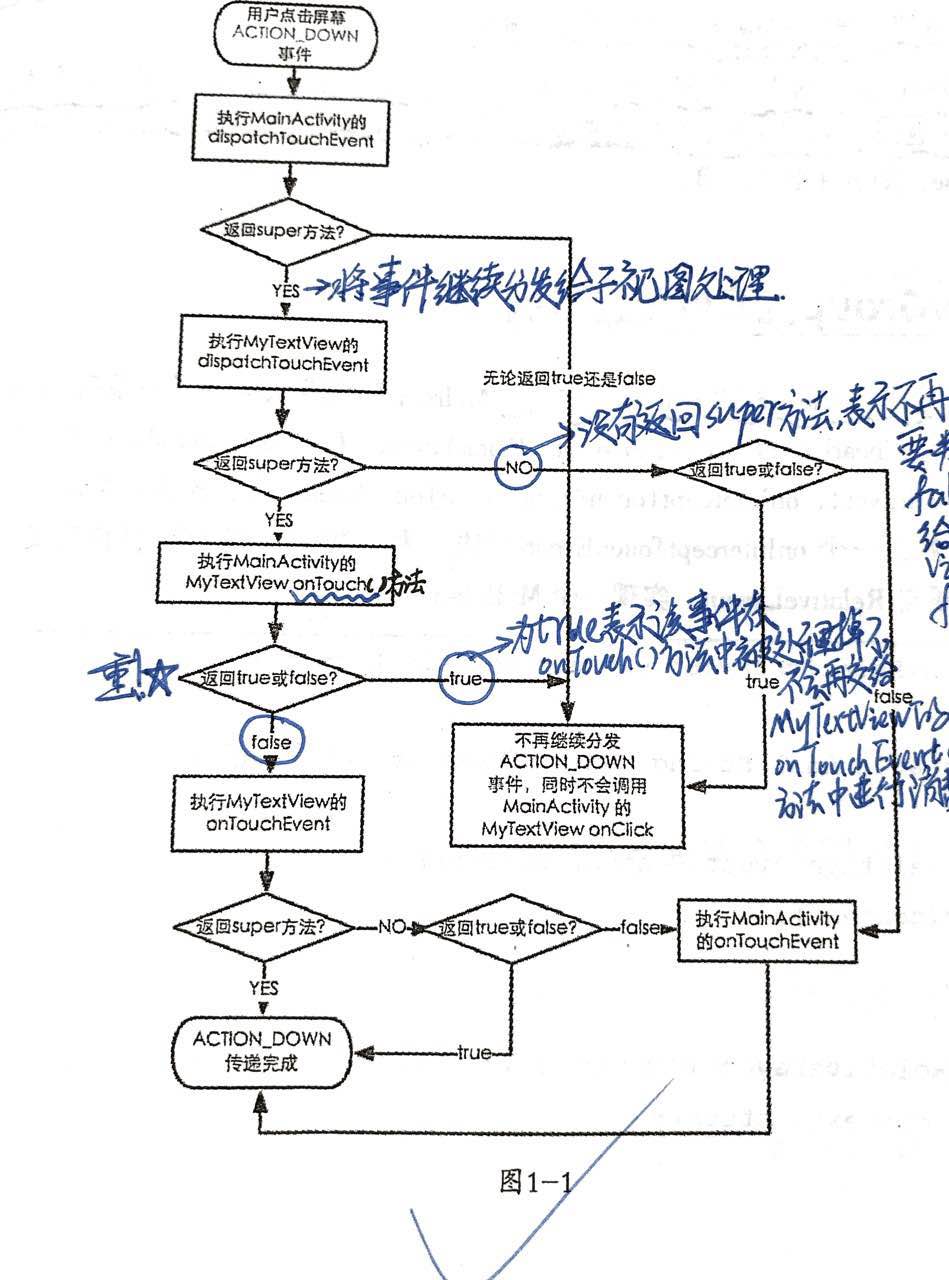 用户点击屏幕
ACTION_DOWN
事件
执行MainActivity的
dispatchTouchEvent
返回super方法?
YES
→将事件继续分发给子视图处理.
执行MyTextView的
dispatchTouchEvent
无论返回true还是false
→没有返回super方法,表示不再
要
返回super方法?
NO
返回true或false?
给
YES
执行MainActivity的
MyTextView onTouch()方法
→为true表示该事件在
onTouch()方法中被处理掉了
不会再交给
MyTextView下的
onTouchEvent
方法中进行消费
重!☆
返回true或false?
true
true
false
false
不再继续分发
ACTION_DOWN
事件，同时不会调用
MainActivity 的
MyTextView onClick
执行MyTextView的
onTouchEvent
返回super方法?
NO
返回true或false?
false
执行MainActivity
的onTouchEvent
YES
ACTION_DOWN
传递完成
true
图1-1